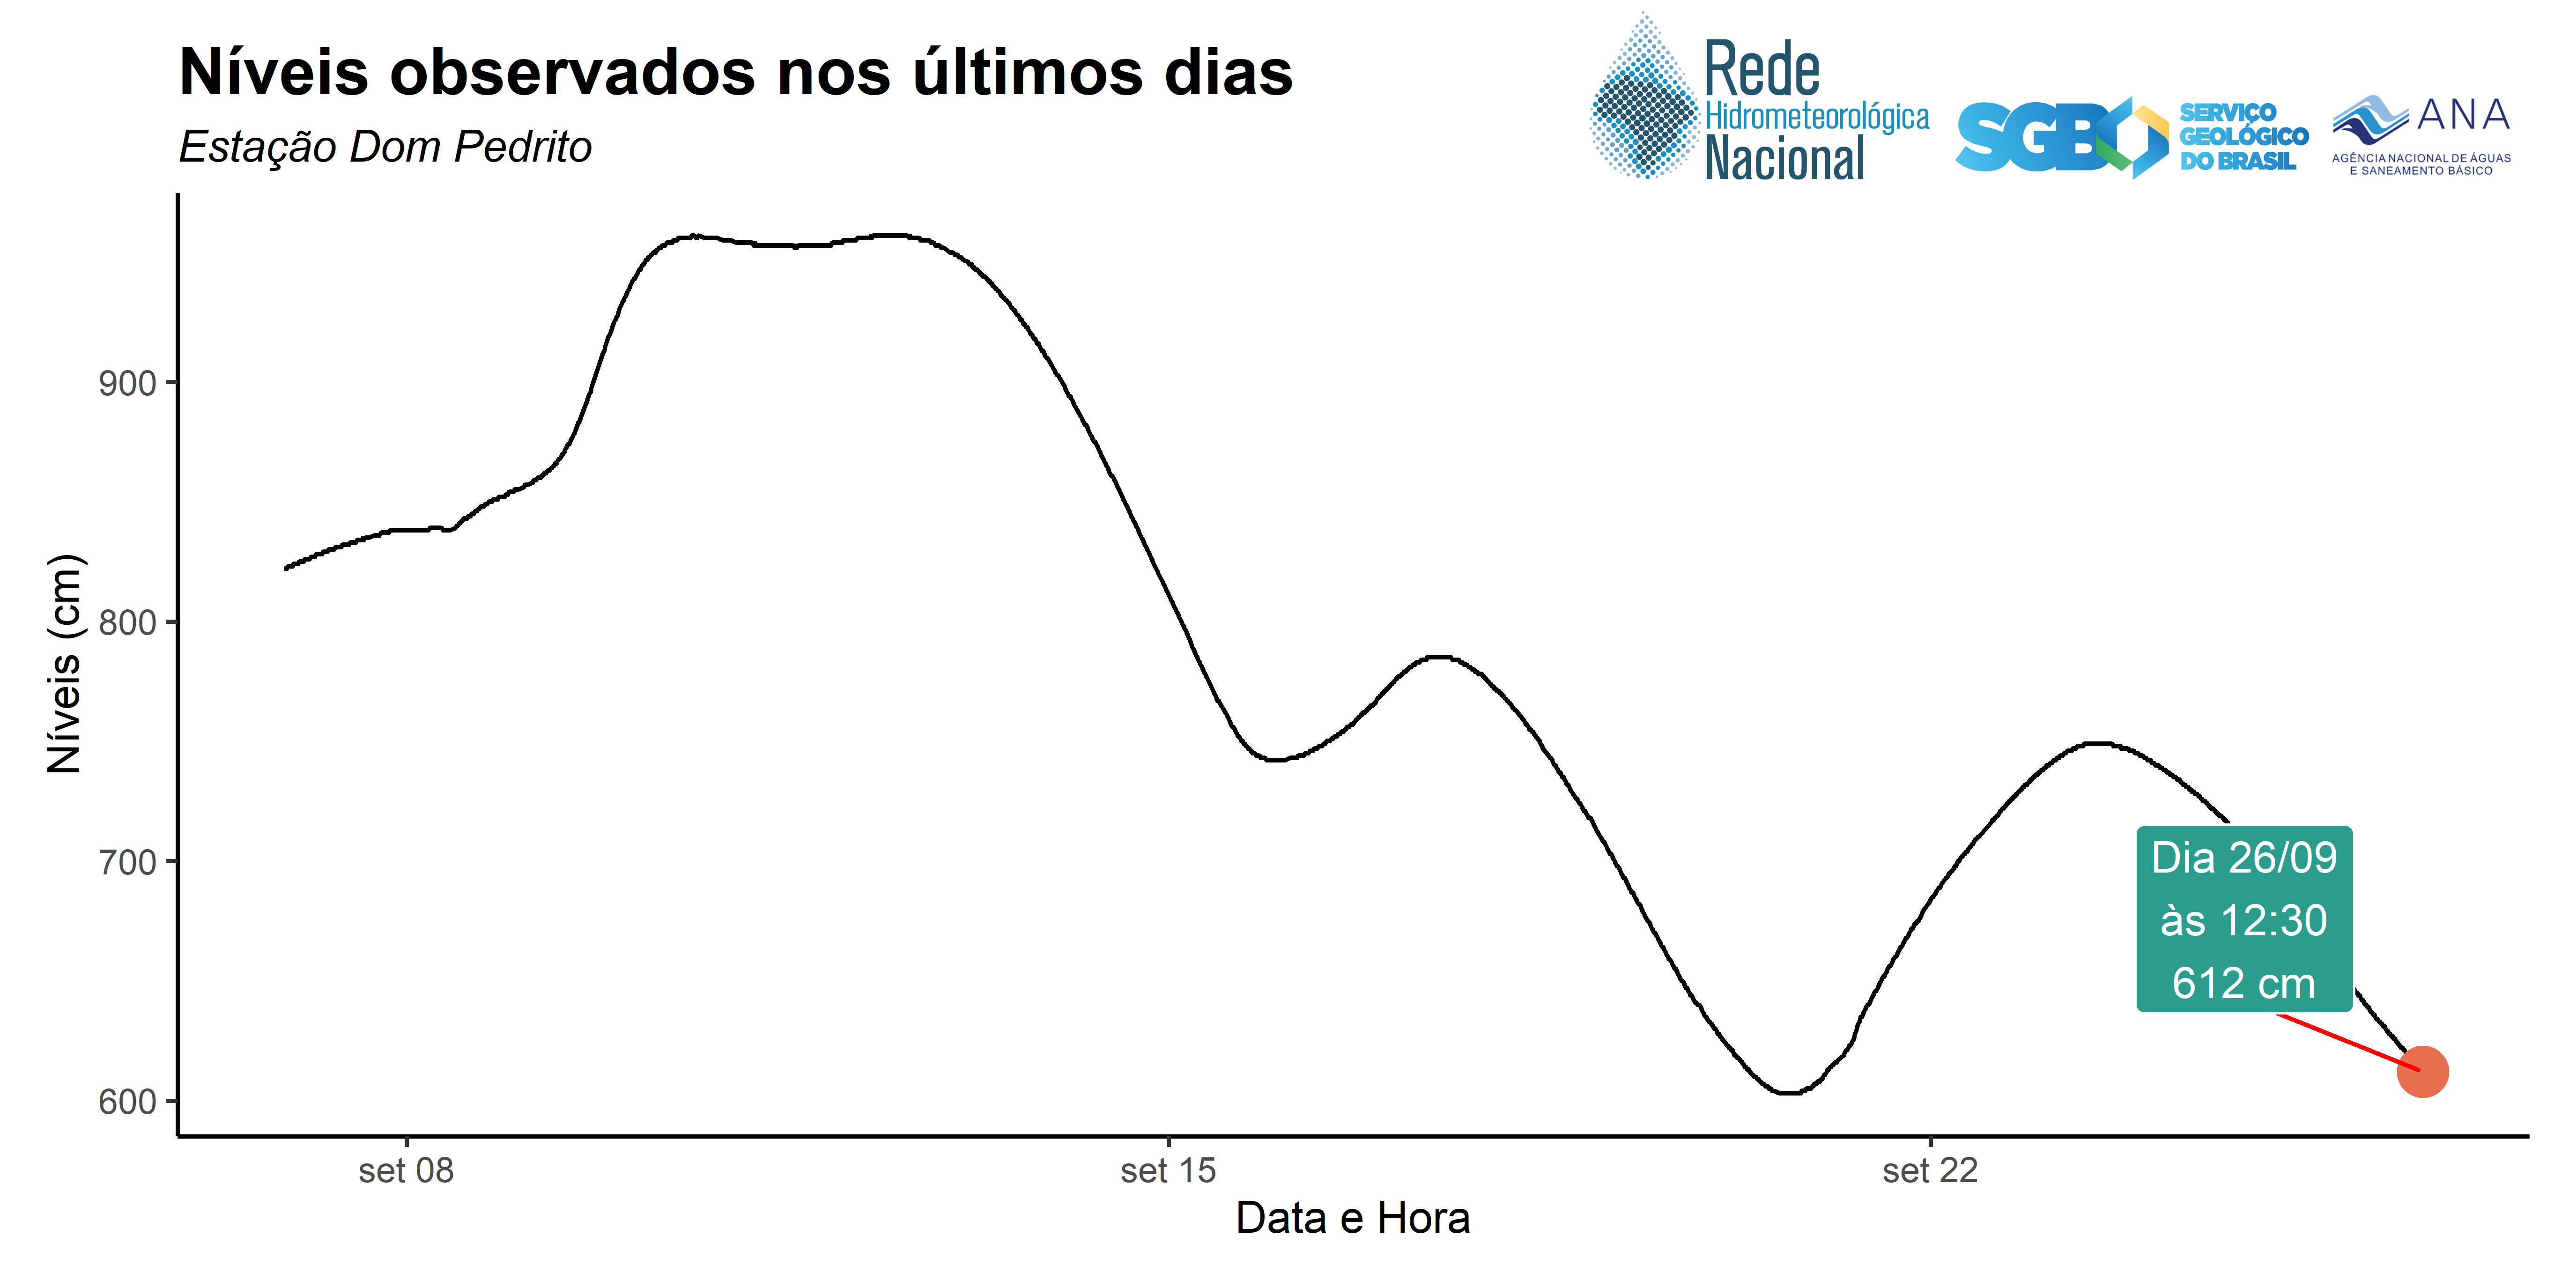 Níveis observados nos últimos dias
Estação Dom Pedrito
Rede
Hidrometeorológica
Nacional
SGB
SERVIÇO
GEOLÓGICO
DO BRASIL
ANA
AGÊNCIA NACIONAL DE ÁGUAS
E SANEAMENTO BÁSICO
Níveis (cm)
900
800
700
600
Dia 26/09
às 12:30
612 cm
set 08
set 15
set 22
Data e Hora